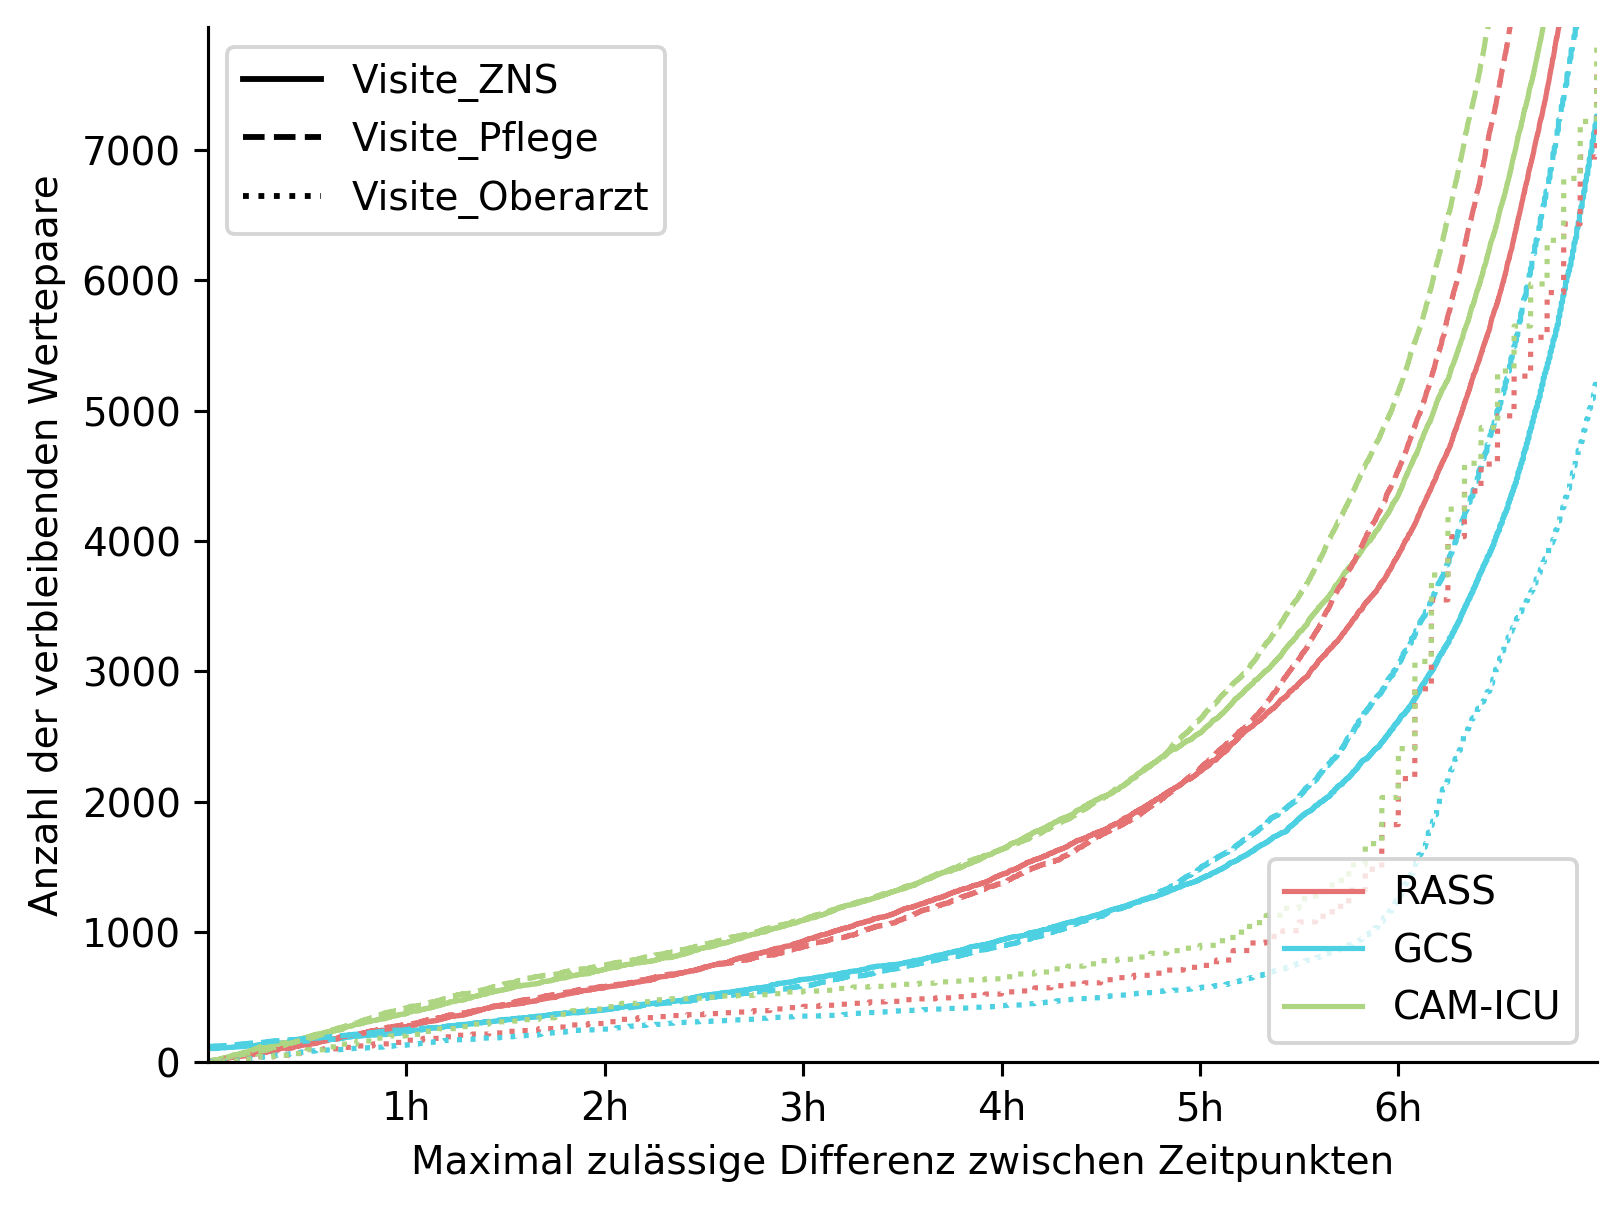 Visite_ZNS
Visite_Pflege
Visite_Oberarzt
Anzahl der verbleibenden Wertepaare
7000
6000
5000
4000
3000
2000
1000
0
RASS
GCS
CAM-ICU
1h 2h 3h 4h 5h 6h
Maximal zulässige Differenz zwischen Zeitpunkten